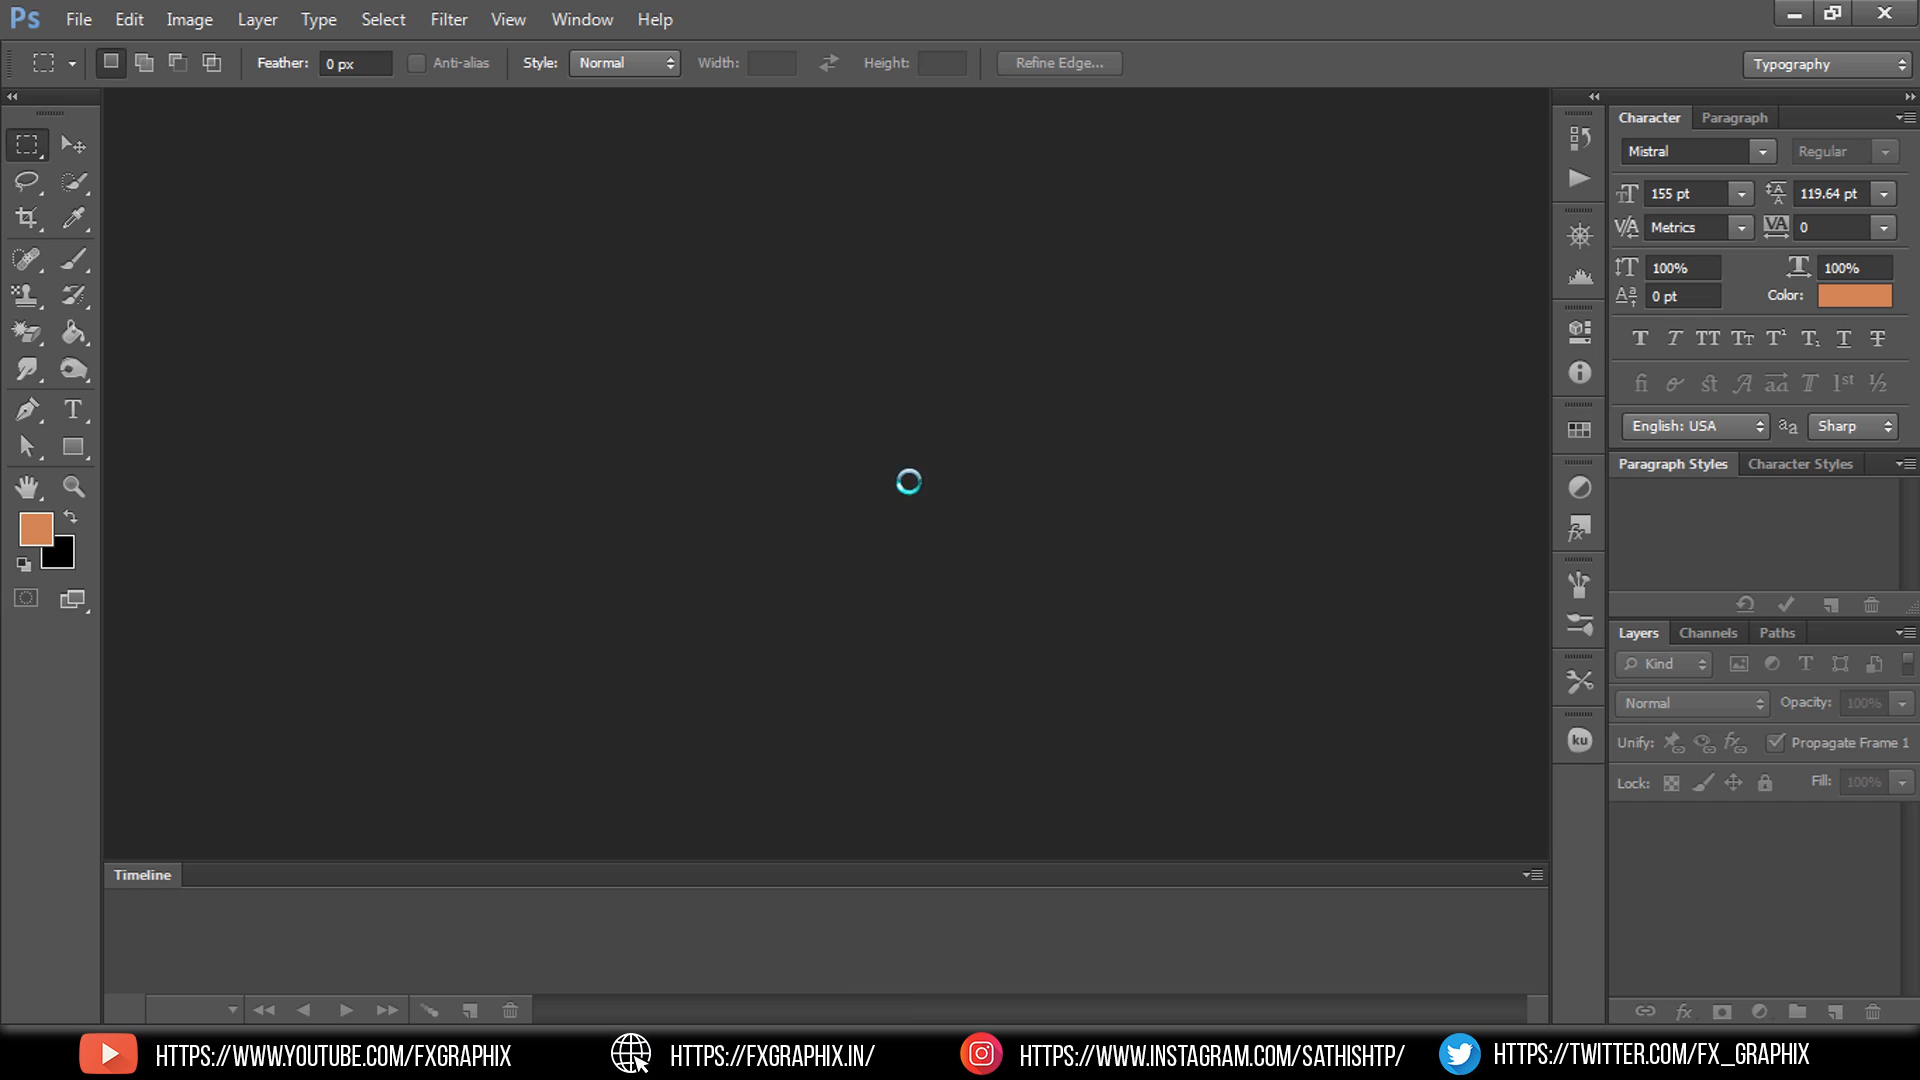 Ps File Edit Image Layer Type Select Filter View Window Help
Feather: 0 px Anti-alias Style: Normal Width: Height: Refine Edge... Typography
Character Paragraph
Mistral Regular
155 pt 119.64 pt
Metrics 0
100% 100%
0 pt Color:
English: USA Sharp
Paragraph Styles Character Styles
Layers Channels Paths
Kind
Normal Opacity: 100%
Unify: Propagate Frame 1
Lock: Fill: 100%
ku
Timeline
HTTPS://WWW.YOUTUBE.COM/FXGRAPHIX HTTPS://FXGRAPHIX.IN/ HTTPS://WWW.INSTAGRAM.COM/SATHISHTP/ HTTPS://TWITTER.COM/FX_GRAPHIX